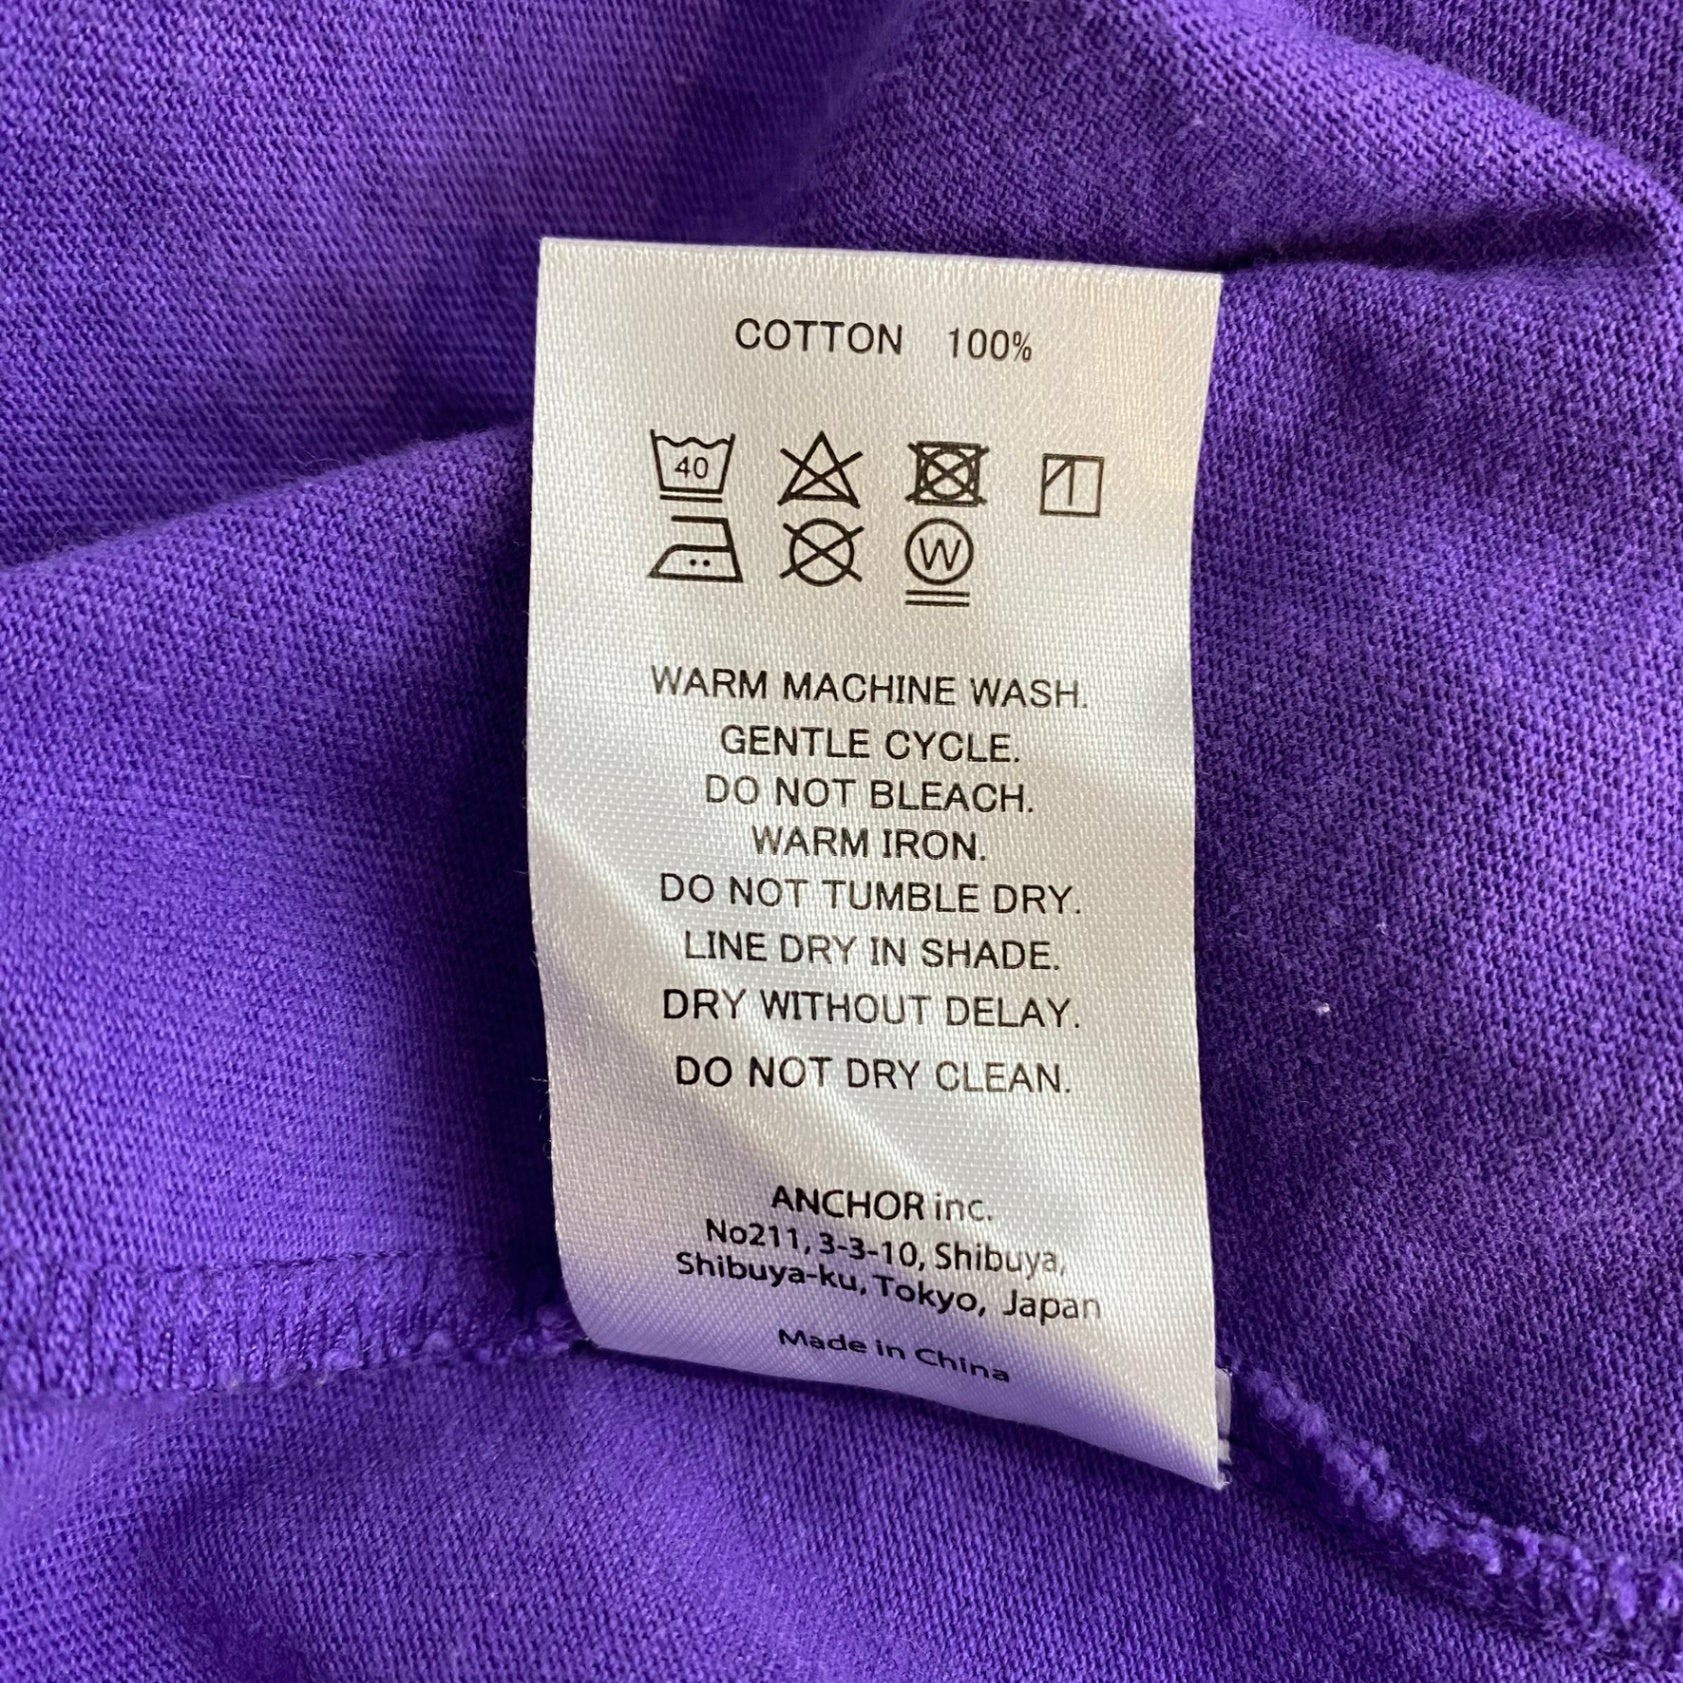 COTTON 100%
40
W
WARM MACHINE WASH.
GENTLE CYCLE.
DO NOT BLEACH.
WARM IRON.
DO NOT TUMBLE DRY.
LINE DRY IN SHADE.
DRY WITHOUT DELAY.
DO NOT DRY CLEAN.
ANCHOR inc.
No211, 3-3-10, Shibuya,
Shibuya-ku, Tokyo, Japan
Made in China